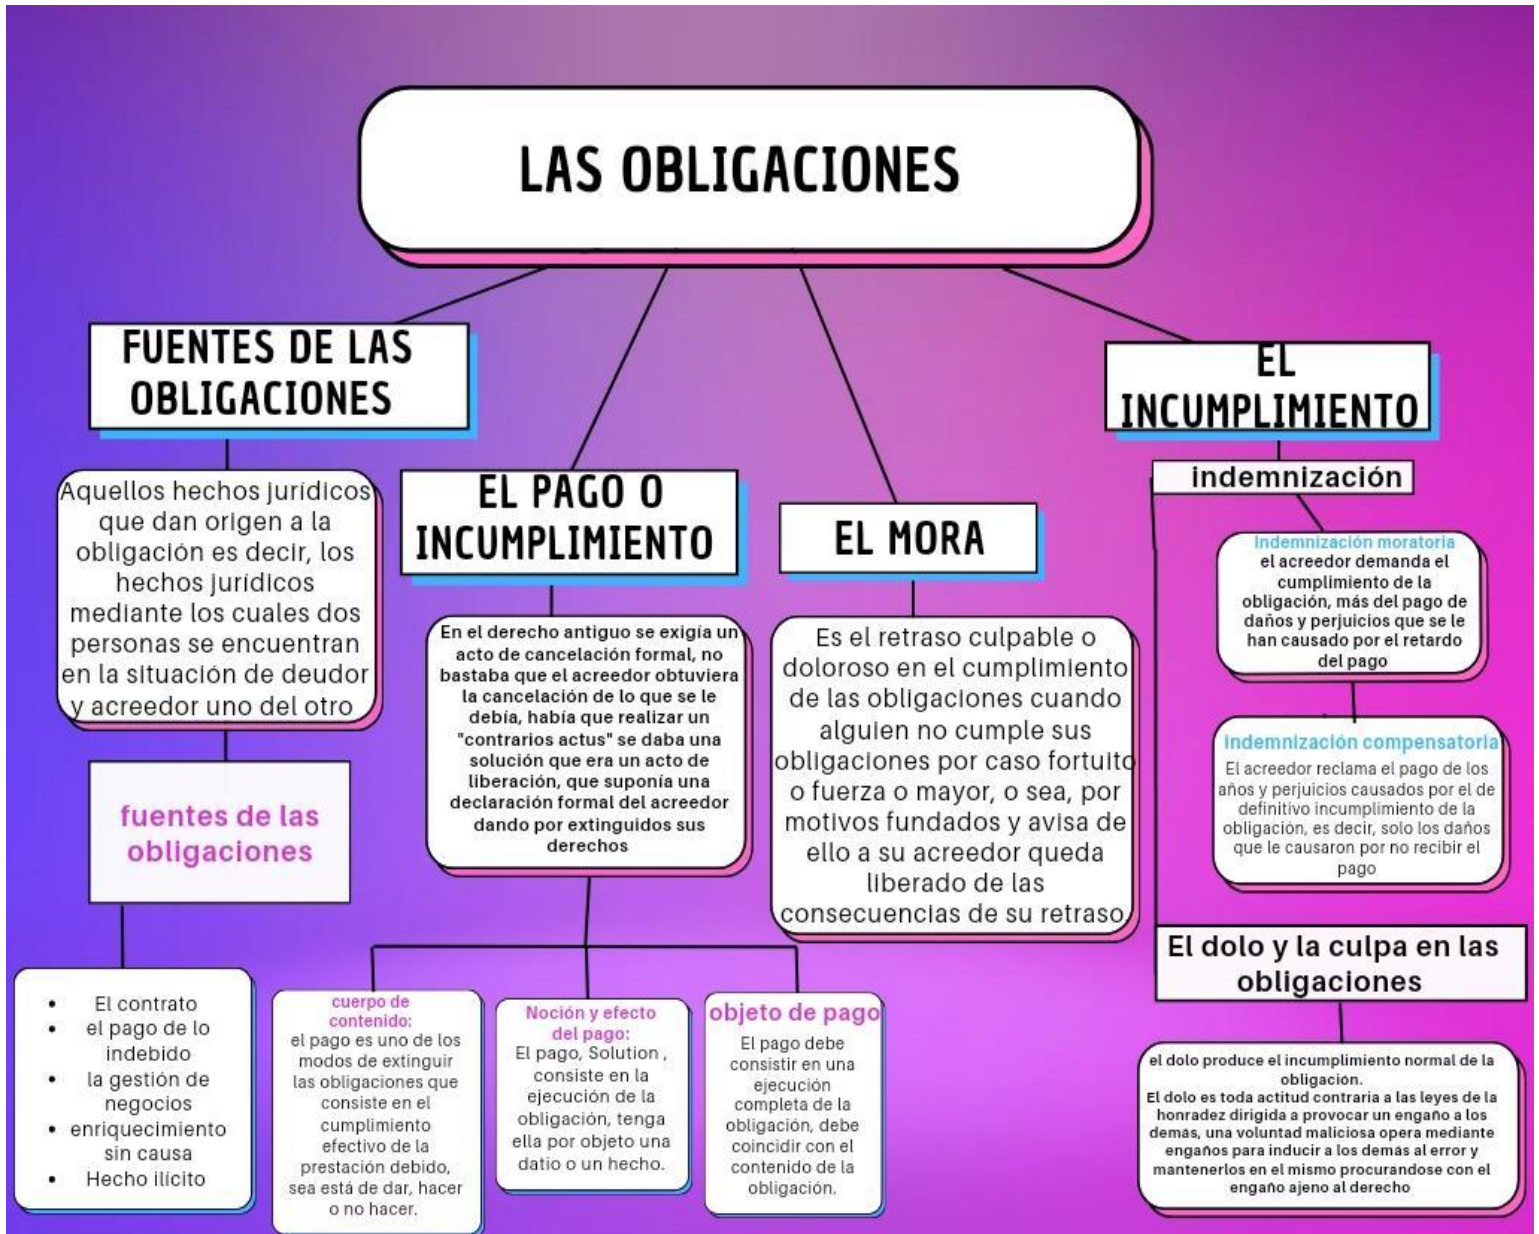 LAS OBLIGACIONES
FUENTES DE LAS
OBLIGACIONES
Aquellos hechos jurídicos
que dan origen a la
obligación es decir, los
hechos jurídicos
mediante los cuales dos
personas se encuentran
en la situación de deudor
y acreedor uno del otro
fuentes de las
obligaciones
• El contrato
• el pago de lo
indebido
• la gestión de
negocios
• enriquecimiento
sin causa
• Hecho ilícito
EL PAGO O
INCUMPLIMIENTO
En el derecho antiguo se exigía un
acto de cancelación formal, no
bastaba que el acreedor obtuviera
la cancelación de lo que se le
debía, había que realizar un
"contrarios actus" se daba una
solución que era un acto de
liberación, que suponía una
declaración formal del acreedor
dando por extinguidos sus
derechos
cuerpo de
contenido:
el pago es uno de los
modos de extinguir
las obligaciones que
consiste en el
cumplimiento
efectivo de la
prestación debido,
sea está de dar, hacer
o no hacer.
Noción y efecto
del pago:
El pago, Solution ,
consiste en la
ejecución de la
obligación, tenga
ella por objeto una
datio o un hecho.
objeto de pago
El pago debe
consistir en una
ejecución
completa de la
obligación, debe
coincidir con el
contenido de la
obligación.
EL MORA
Es el retraso culpable o
doloroso en el cumplimiento
de las obligaciones cuando
alguien no cumple sus
obligaciones por caso fortuito
o fuerza o mayor, o sea, por
motivos fundados y avisa de
ello a su acreedor queda
liberado de las
consecuencias de su retraso,
EL
INCUMPLIMIENTO
indemnización
Indemnización moratoria
el acreedor demanda el
cumplimiento de la
obligación, más del pago de
daños y perjuicios que se le
han causado por el retardo
del pago
Indemnización compensatoria
El acreedor reclama el pago de los
años y perjuicios causados por el de
definitivo incumplimiento de la
obligación, es decir, solo los daños
que le causaron por no recibir el
pago
El dolo y la culpa en las
obligaciones
el dolo produce el incumplimiento normal de la
obligación.
El dolo es toda actitud contraria a las leyes de la
honradez dirigida a provocar un engaño a los
demás, una voluntad maliciosa opera mediante
engaños para inducir a los demás al error y
mantenerlos en el mismo procurandose con el
engaño ajeno al derecho